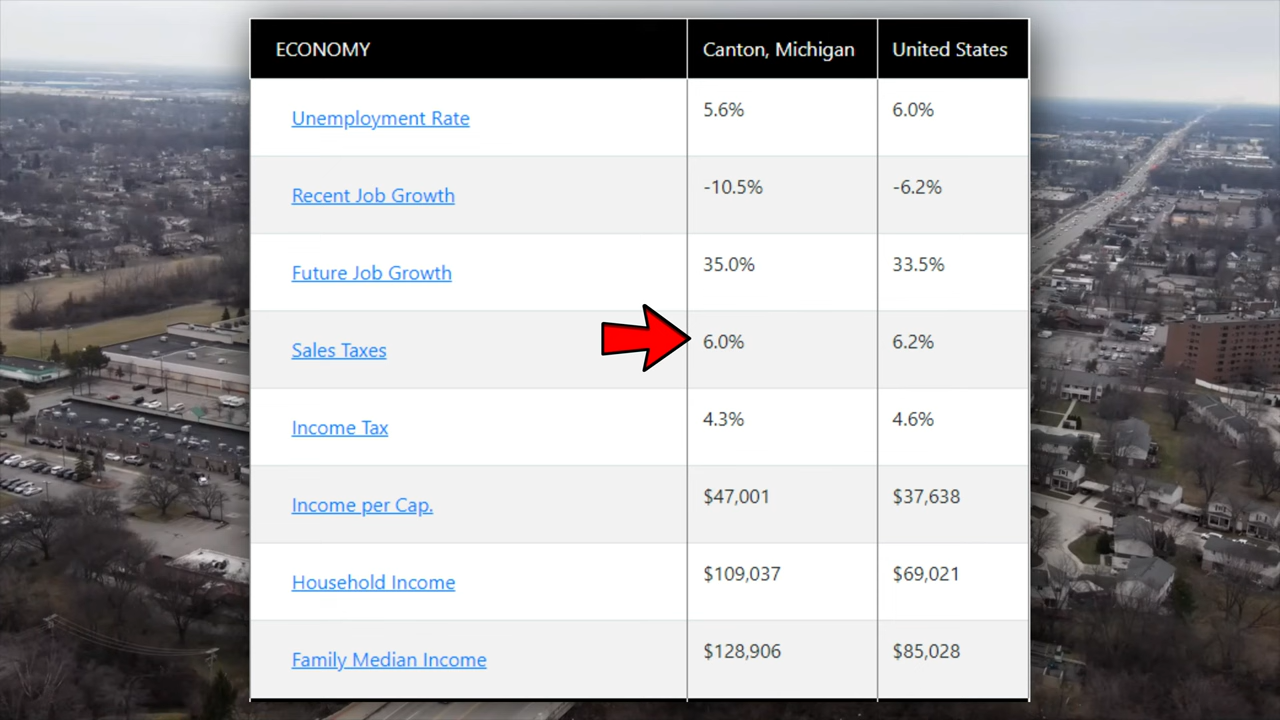 ECONOMY Canton, Michigan United States
Unemployment Rate 5.6% 6.0%
Recent Job Growth -10.5% -6.2%
Future Job Growth 35.0% 33.5%
Sales Taxes 6.0% 6.2%
Income Tax 4.3% 4.6%
Income per Cap. $47,001 $37,638
Household Income $109,037 $69,021
Family Median Income $128,906 $85,028